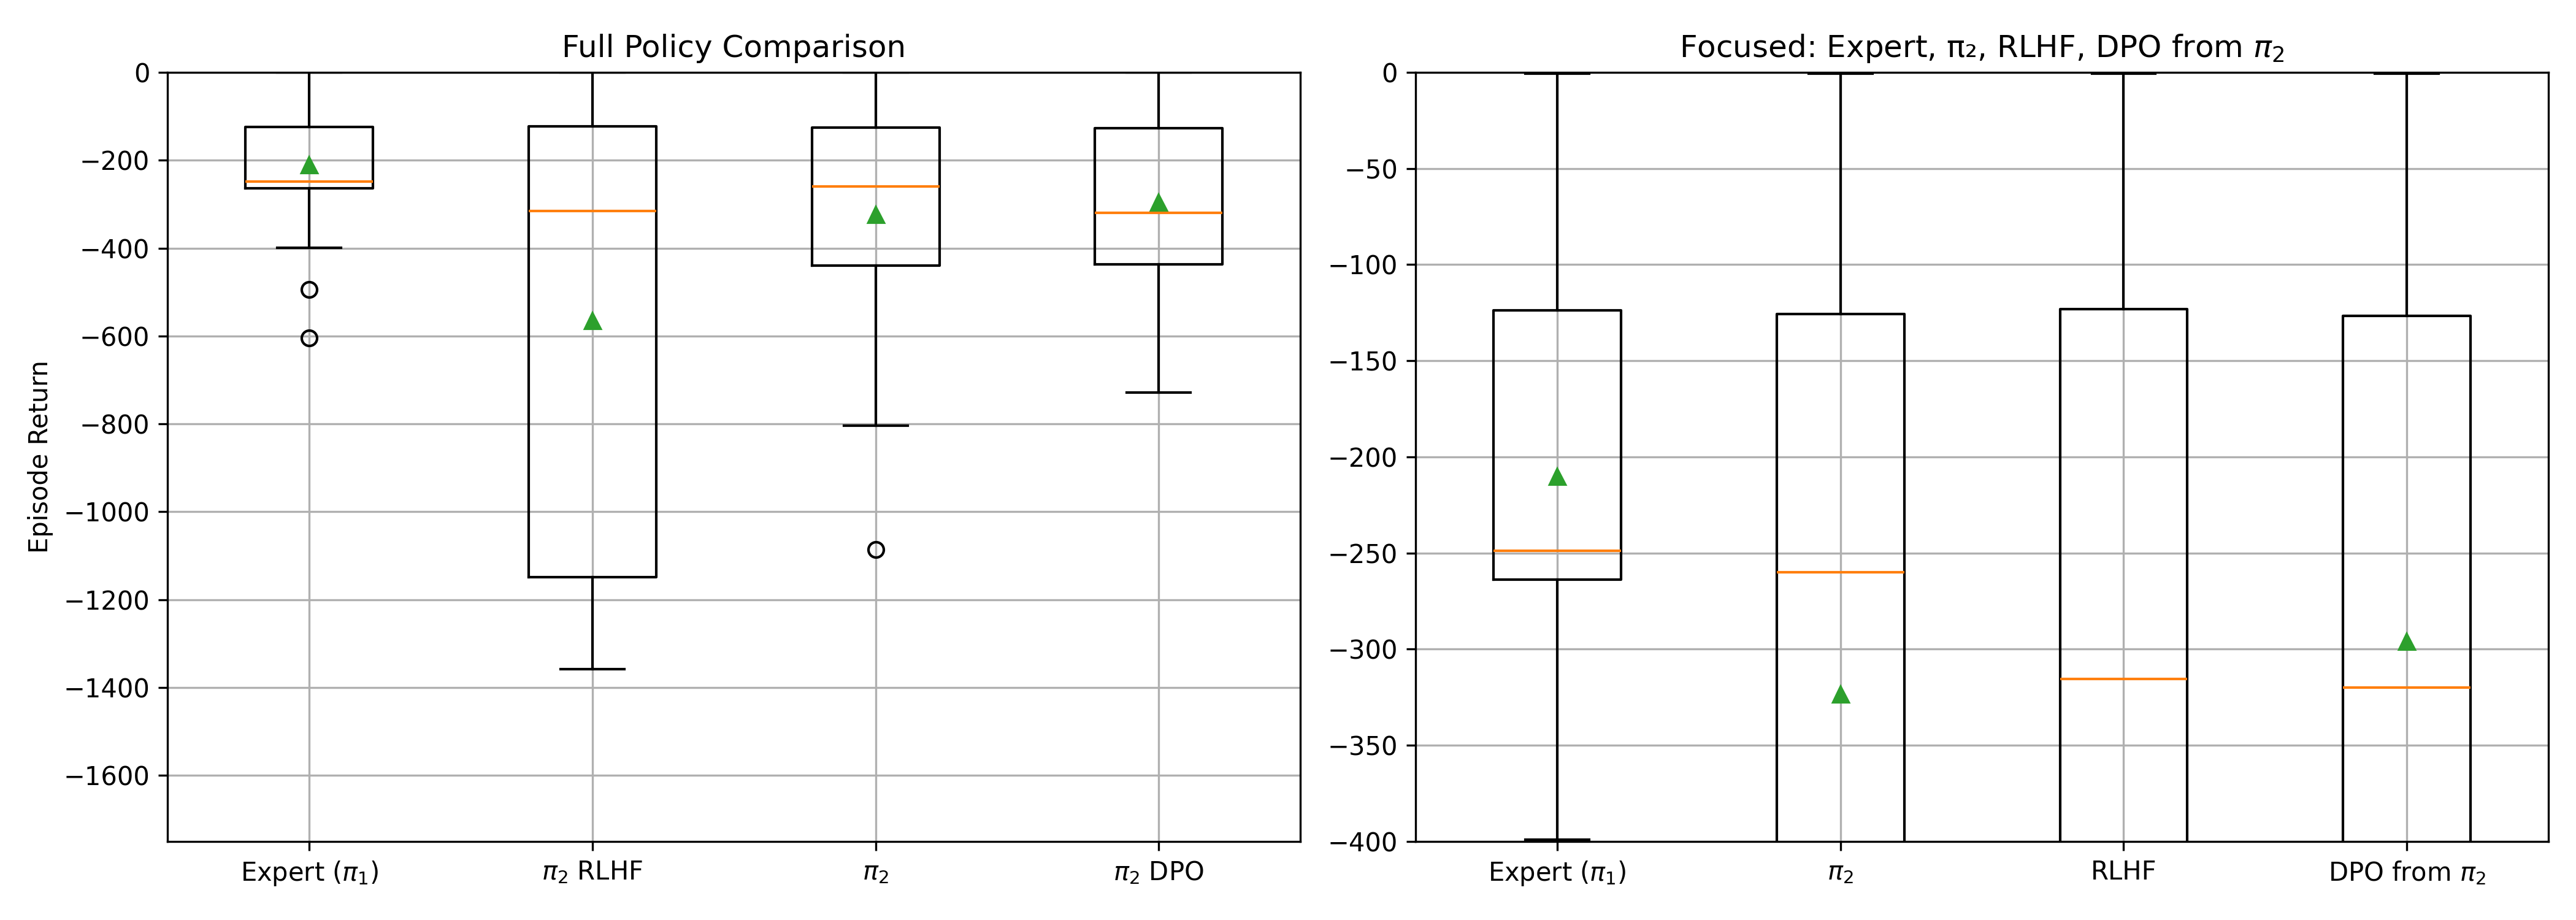 Full Policy Comparison
Episode Return
0
−200
−400
−600
−800
−1000
−1200
−1400
−1600
Expert (π₁)
π₂ RLHF
π₂
π₂ DPO
Focused: Expert, π₂, RLHF, DPO from π₂
0
−50
−100
−150
−200
−250
−300
−350
−400
Expert (π₁)
π₂
RLHF
DPO from π₂